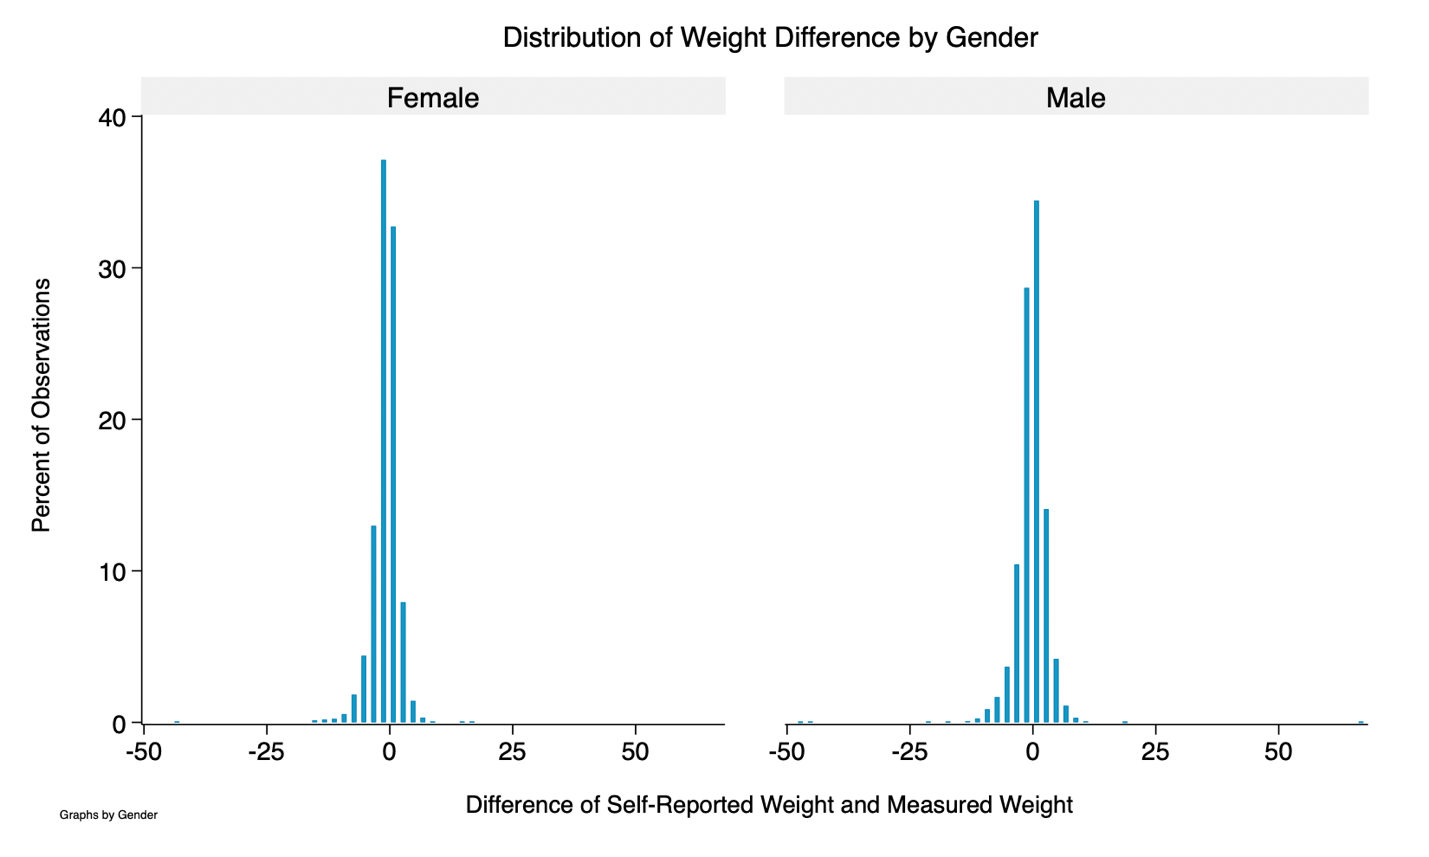 Distribution of Weight Difference by Gender
Female
Male
40
30
20
10
0
Percent of Observations
-50 -25 0 25 50
-50 -25 0 25 50
Difference of Self-Reported Weight and Measured Weight
Graphs by Gender